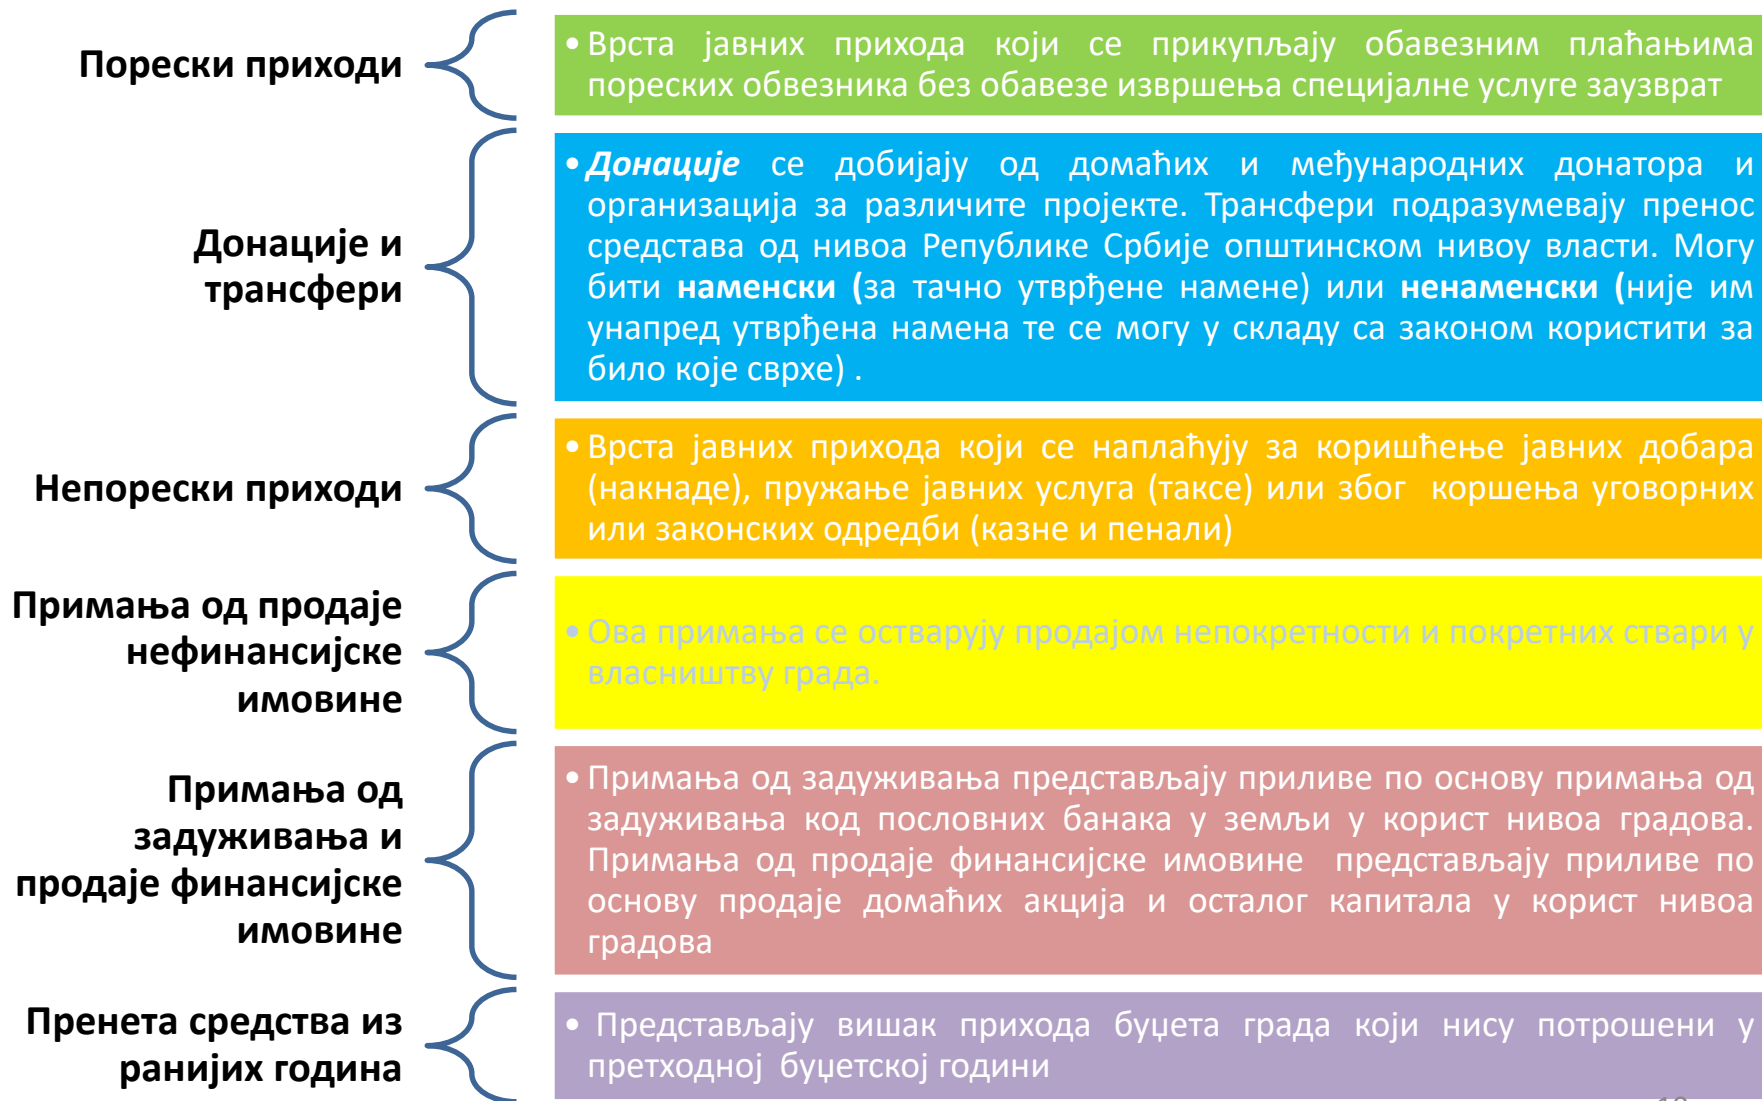 Порески приходи
• Врста јавних прихода који се прикупљају обавезним плаћањима
пореских обвезника без обавезе извршења специјалне услуге заузврат
Донације и
трансфери
• Донације се добијају од домаћих и међународних донатора и
организација за различите пројекте. Трансфери подразумевају пренос
средстава од нивоа Републике Србије општинском нивоу власти. Могу
бити наменски (за тачно утврђене намене) или ненаменски (није им
унапред утврђена намена те се могу у складу са законом користити за
било које сврхе) .
Непорески приходи
• Врста јавних прихода који се наплаћују за коришћење јавних добара
(накнаде), пружање јавних услуга (таксе) или због коршења уговорних
или законских одредби (казне и пенали)
Примања од продаје
нефинансијске
имовине
• Ова примања се остварују продајом непокретности и покретних ствари у
власништву града.
Примања од
задуживања и
продаје финансијске
имовине
• Примања од задуживања представљају приливе по основу примања од
задуживања код пословних банака у земљи у корист нивоа градова.
Примања од продаје финансијске имовине представљају приливе по
основу продаје домаћих акција и осталог капитала у корист нивоа
градова
Пренета средства из
ранијих година
• Представљају вишак прихода буџета града који нису потрошени у
претходној буџетској години